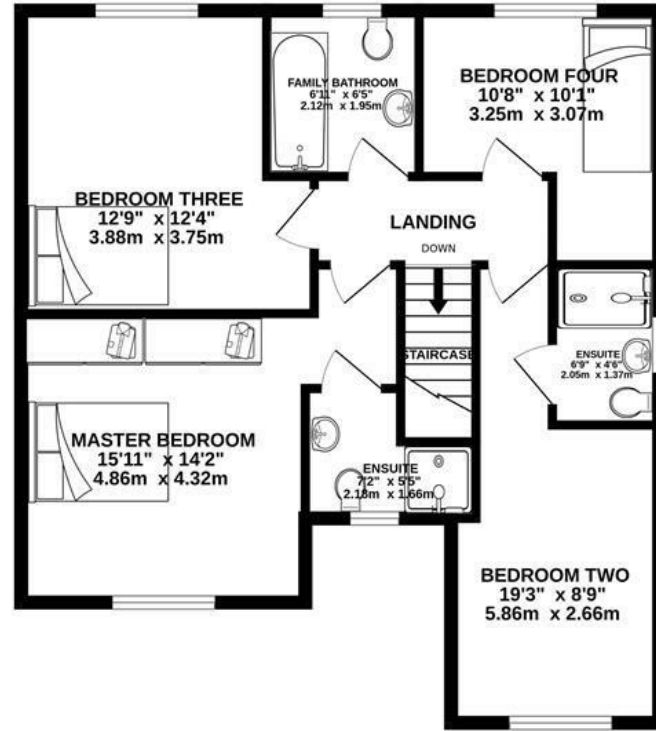 FAMILY BATHROOM
6'11" x 6'5"
2.12m x 1.95m
BEDROOM FOUR
10'8" x 10'1"
3.25m x 3.07m
BEDROOM THREE
12'9" x 12'4"
3.88m x 3.75m
LANDING
DOWN
STAIRCASE
ENSUITE
6'9" x 4'6"
2.05m x 1.37m
MASTER BEDROOM
15'11" x 14'2"
4.86m x 4.32m
ENSUITE
7'2" x 5'5"
2.18m x 1.66m
BEDROOM TWO
19'3" x 8'9"
5.86m x 2.66m